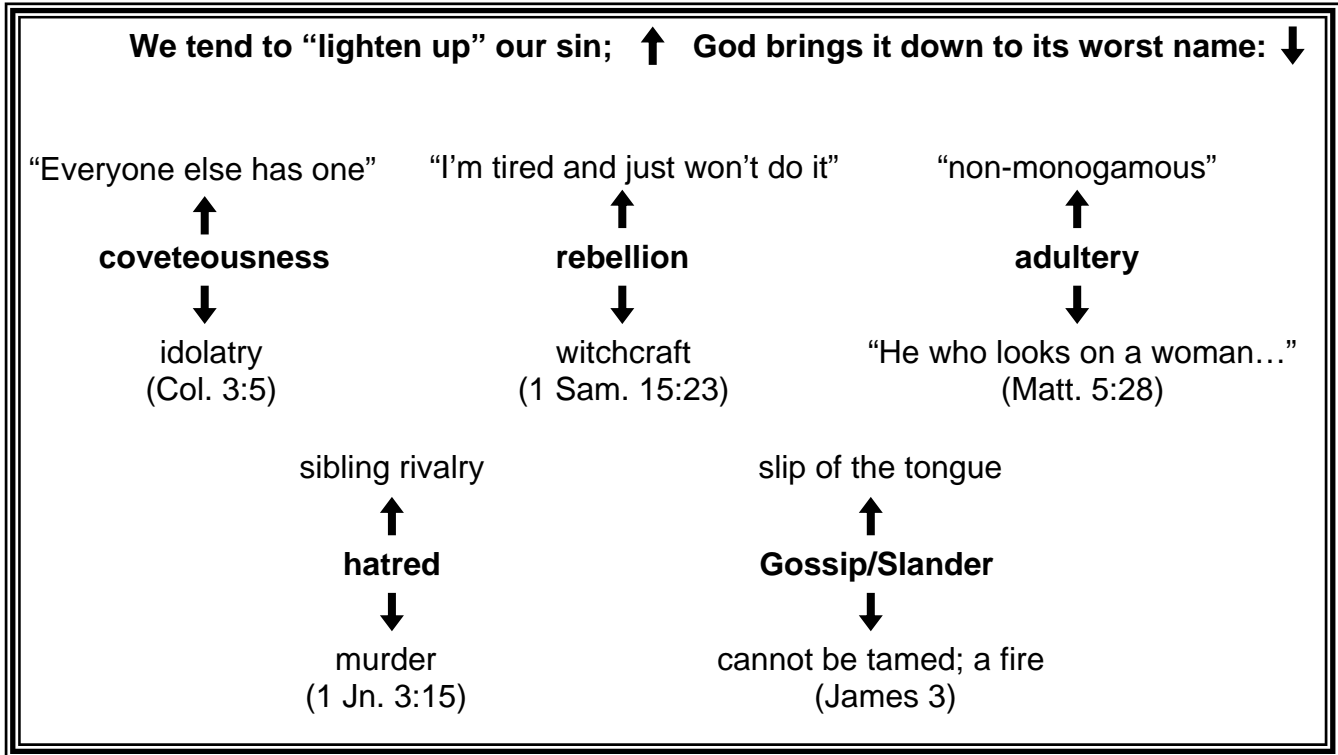 We tend to “lighten up” our sin; ↑ God brings it down to its worst name: ↓
“Everyone else has one” “I’m tired and just won’t do it” “non-monogamous”
coveteousness rebellion adultery
idolatry witchcraft “He who looks on a woman…”
(Col. 3:5) (1 Sam. 15:23) (Matt. 5:28)
sibling rivalry slip of the tongue
hatred Gossip/Slander
murder cannot be tamed; a fire
(1 Jn. 3:15) (James 3)